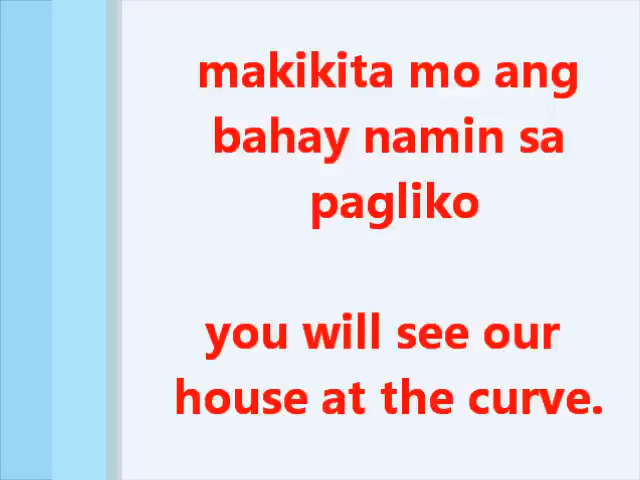 makikita mo ang
bahay namin sa
pagliko
you will see our
house at the curve.